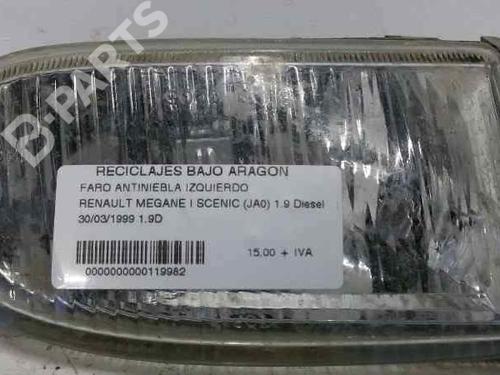 B-PARTS
RECICLAJES BAJO ARAGON
FARO ANTINIEBLA IZQUIERDO
RENAULT MEGANE I SCENIC (JA0) 1.9 Diesel
30/03/1999 1.9D
15.00 + IVA
0000000000119982